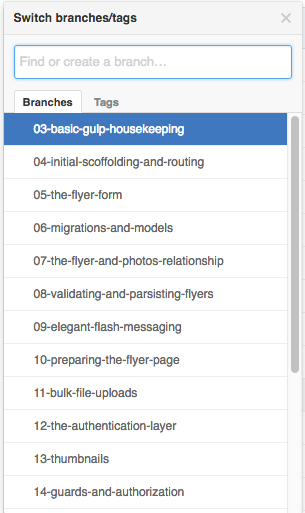 Switch branches/tags
Find or create a branch…
Branches Tags
03-basic-gulp-housekeeping
04-initial-scoffolding-and-routing
05-the-flyer-form
06-migrations-and-models
07-the-flyer-and-photos-relationship
08-validating-and-parsisting-flyers
09-elegant-flash-messaging
10-preparing-the-flyer-page
11-bulk-file-uploads
12-the-authentication-layer
13-thumbnails
14-guards-and-authorization